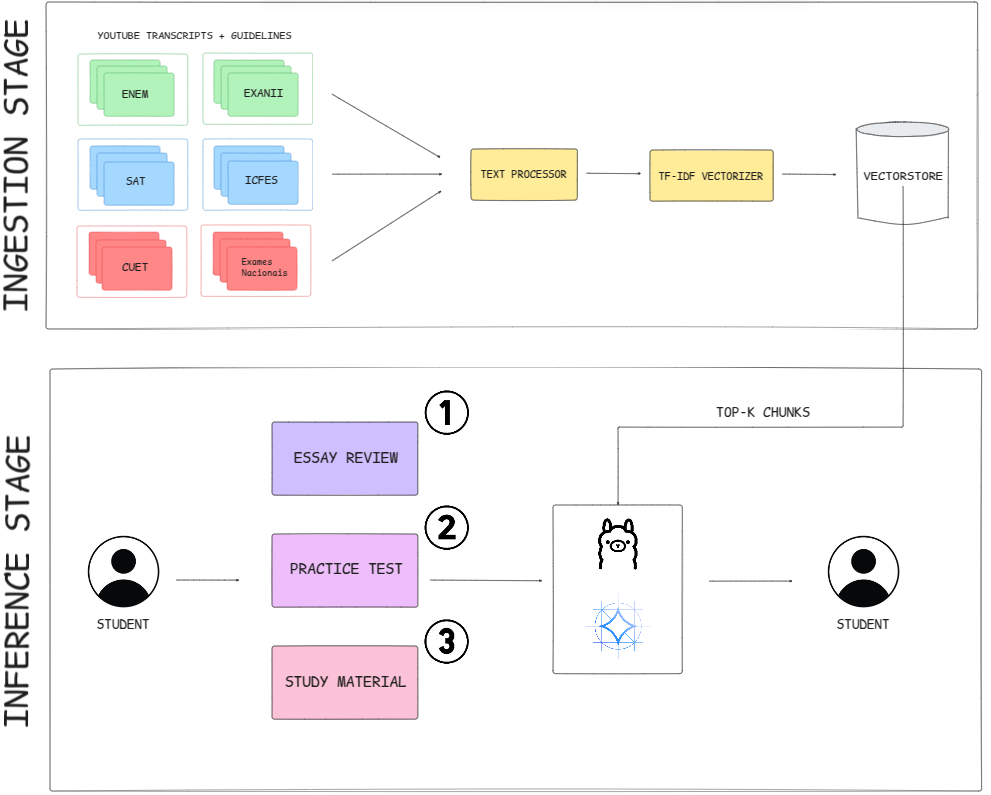 INGESTION STAGE
YOUTUBE TRANSCRIPTS + GUIDELINES
ENEM
EXANII
SAT
ICFES
CUET
Exames
Nacionais
TEXT PROCESSOR
TF-IDF VECTORIZER
VECTORSTORE
INFERENCE STAGE
TOP-K CHUNKS
1
ESSAY REVIEW
2
PRACTICE TEST
3
STUDY MATERIAL
STUDENT
STUDENT